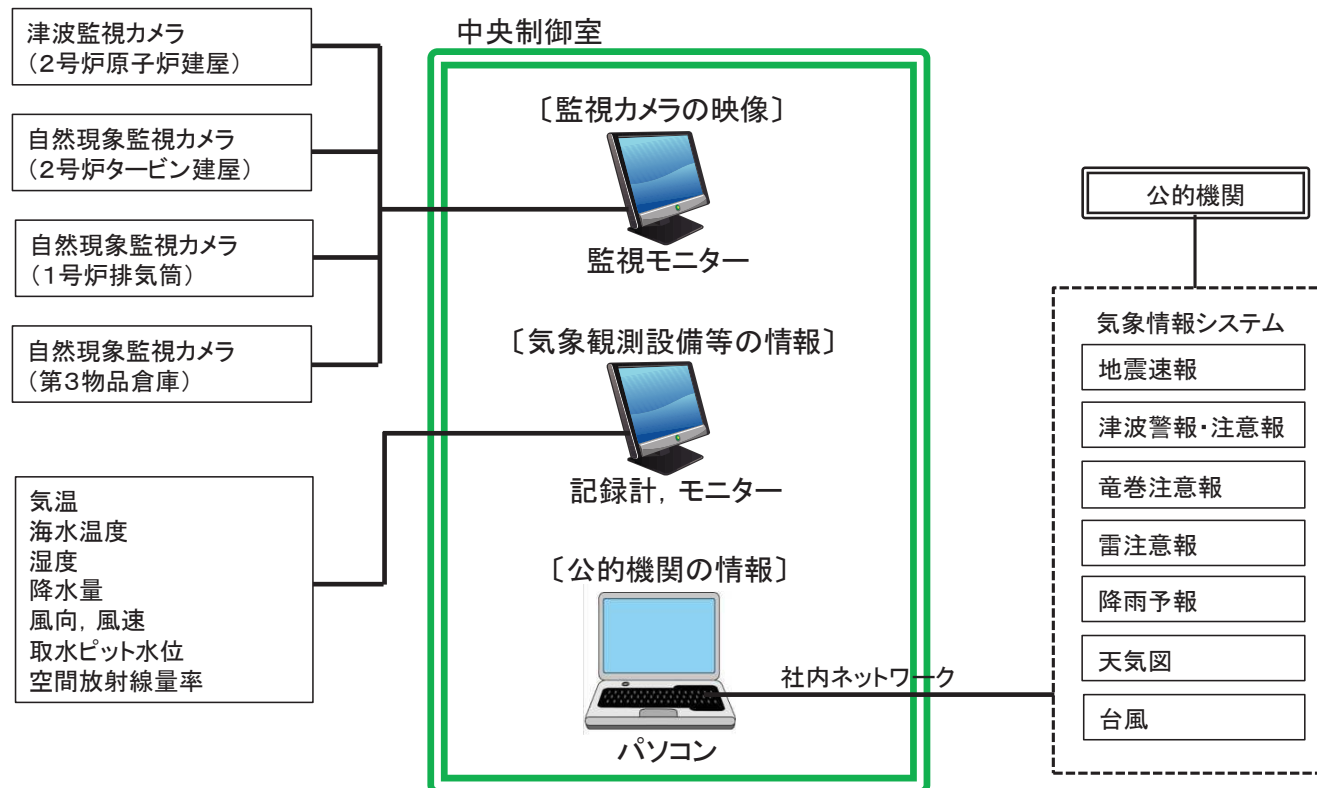 津波監視カメラ
（２号炉原子炉建屋）
自然現象監視カメラ
（２号炉タービン建屋）
自然現象監視カメラ
（１号炉排気筒）
自然現象監視カメラ
（第３物品倉庫）
気温
海水温度
湿度
降水量
風向，風速
取水ピット水位
空間放射線量率
中央制御室
〔監視カメラの映像〕
監視モニター
〔気象観測設備等の情報〕
記録計，モニター
〔公的機関の情報〕
パソコン
社内ネットワーク
公的機関
気象情報システム
地震速報
津波警報・注意報
竜巻注意報
雷注意報
降雨予報
天気図
台風